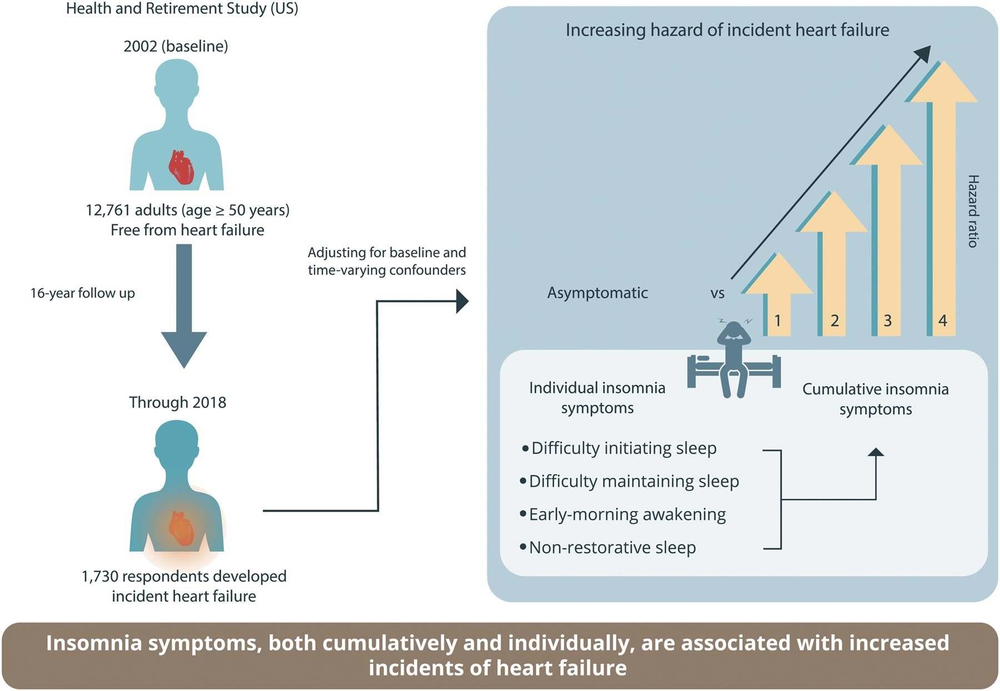 Health and Retirement Study (US)
2002 (baseline)
12,761 adults (age ≥ 50 years)
Free from heart failure
16-year follow up
Through 2018
1,730 respondents developed
incident heart failure
Adjusting for baseline and
time-varying confounders
Increasing hazard of incident heart failure
Hazard ratio
Asymptomatic
vs
1
2
3
4
Individual insomnia
symptoms
Cumulative insomnia
symptoms
•Difficulty initiating sleep
•Difficulty maintaining sleep
•Early-morning awakening
•Non-restorative sleep
Insomnia symptoms, both cumulatively and individually, are associated with increased
incidents of heart failure